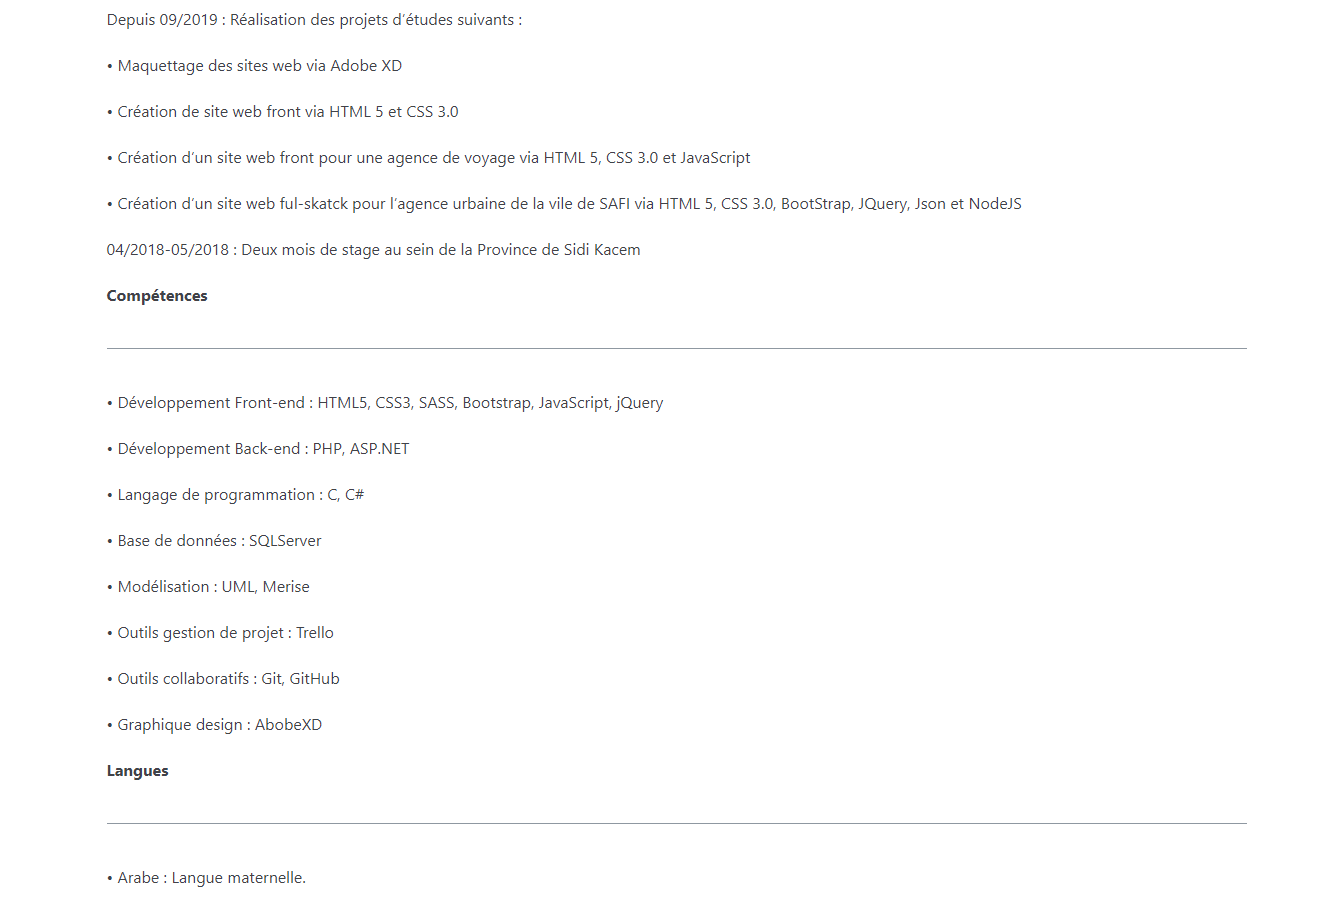 Depuis 09/2019 : Réalisation des projets d’études suivants :
• Maquettage des sites web via Adobe XD
• Création de site web front via HTML 5 et CSS 3.0
• Création d’un site web front pour une agence de voyage via HTML 5, CSS 3.0 et JavaScript
• Création d’un site web ful-skatck pour l’agence urbaine de la vile de SAFI via HTML 5, CSS 3.0, BootStrap, JQuery, Json et NodeJS
04/2018-05/2018 : Deux mois de stage au sein de la Province de Sidi Kacem
Compétences
• Développement Front-end : HTML5, CSS3, SASS, Bootstrap, JavaScript, jQuery
• Développement Back-end : PHP, ASP.NET
• Langage de programmation : C, C#
• Base de données : SQLServer
• Modélisation : UML, Merise
• Outils gestion de projet : Trello
• Outils collaboratifs : Git, GitHub
• Graphique design : AbobeXD
Langues
• Arabe : Langue maternelle.